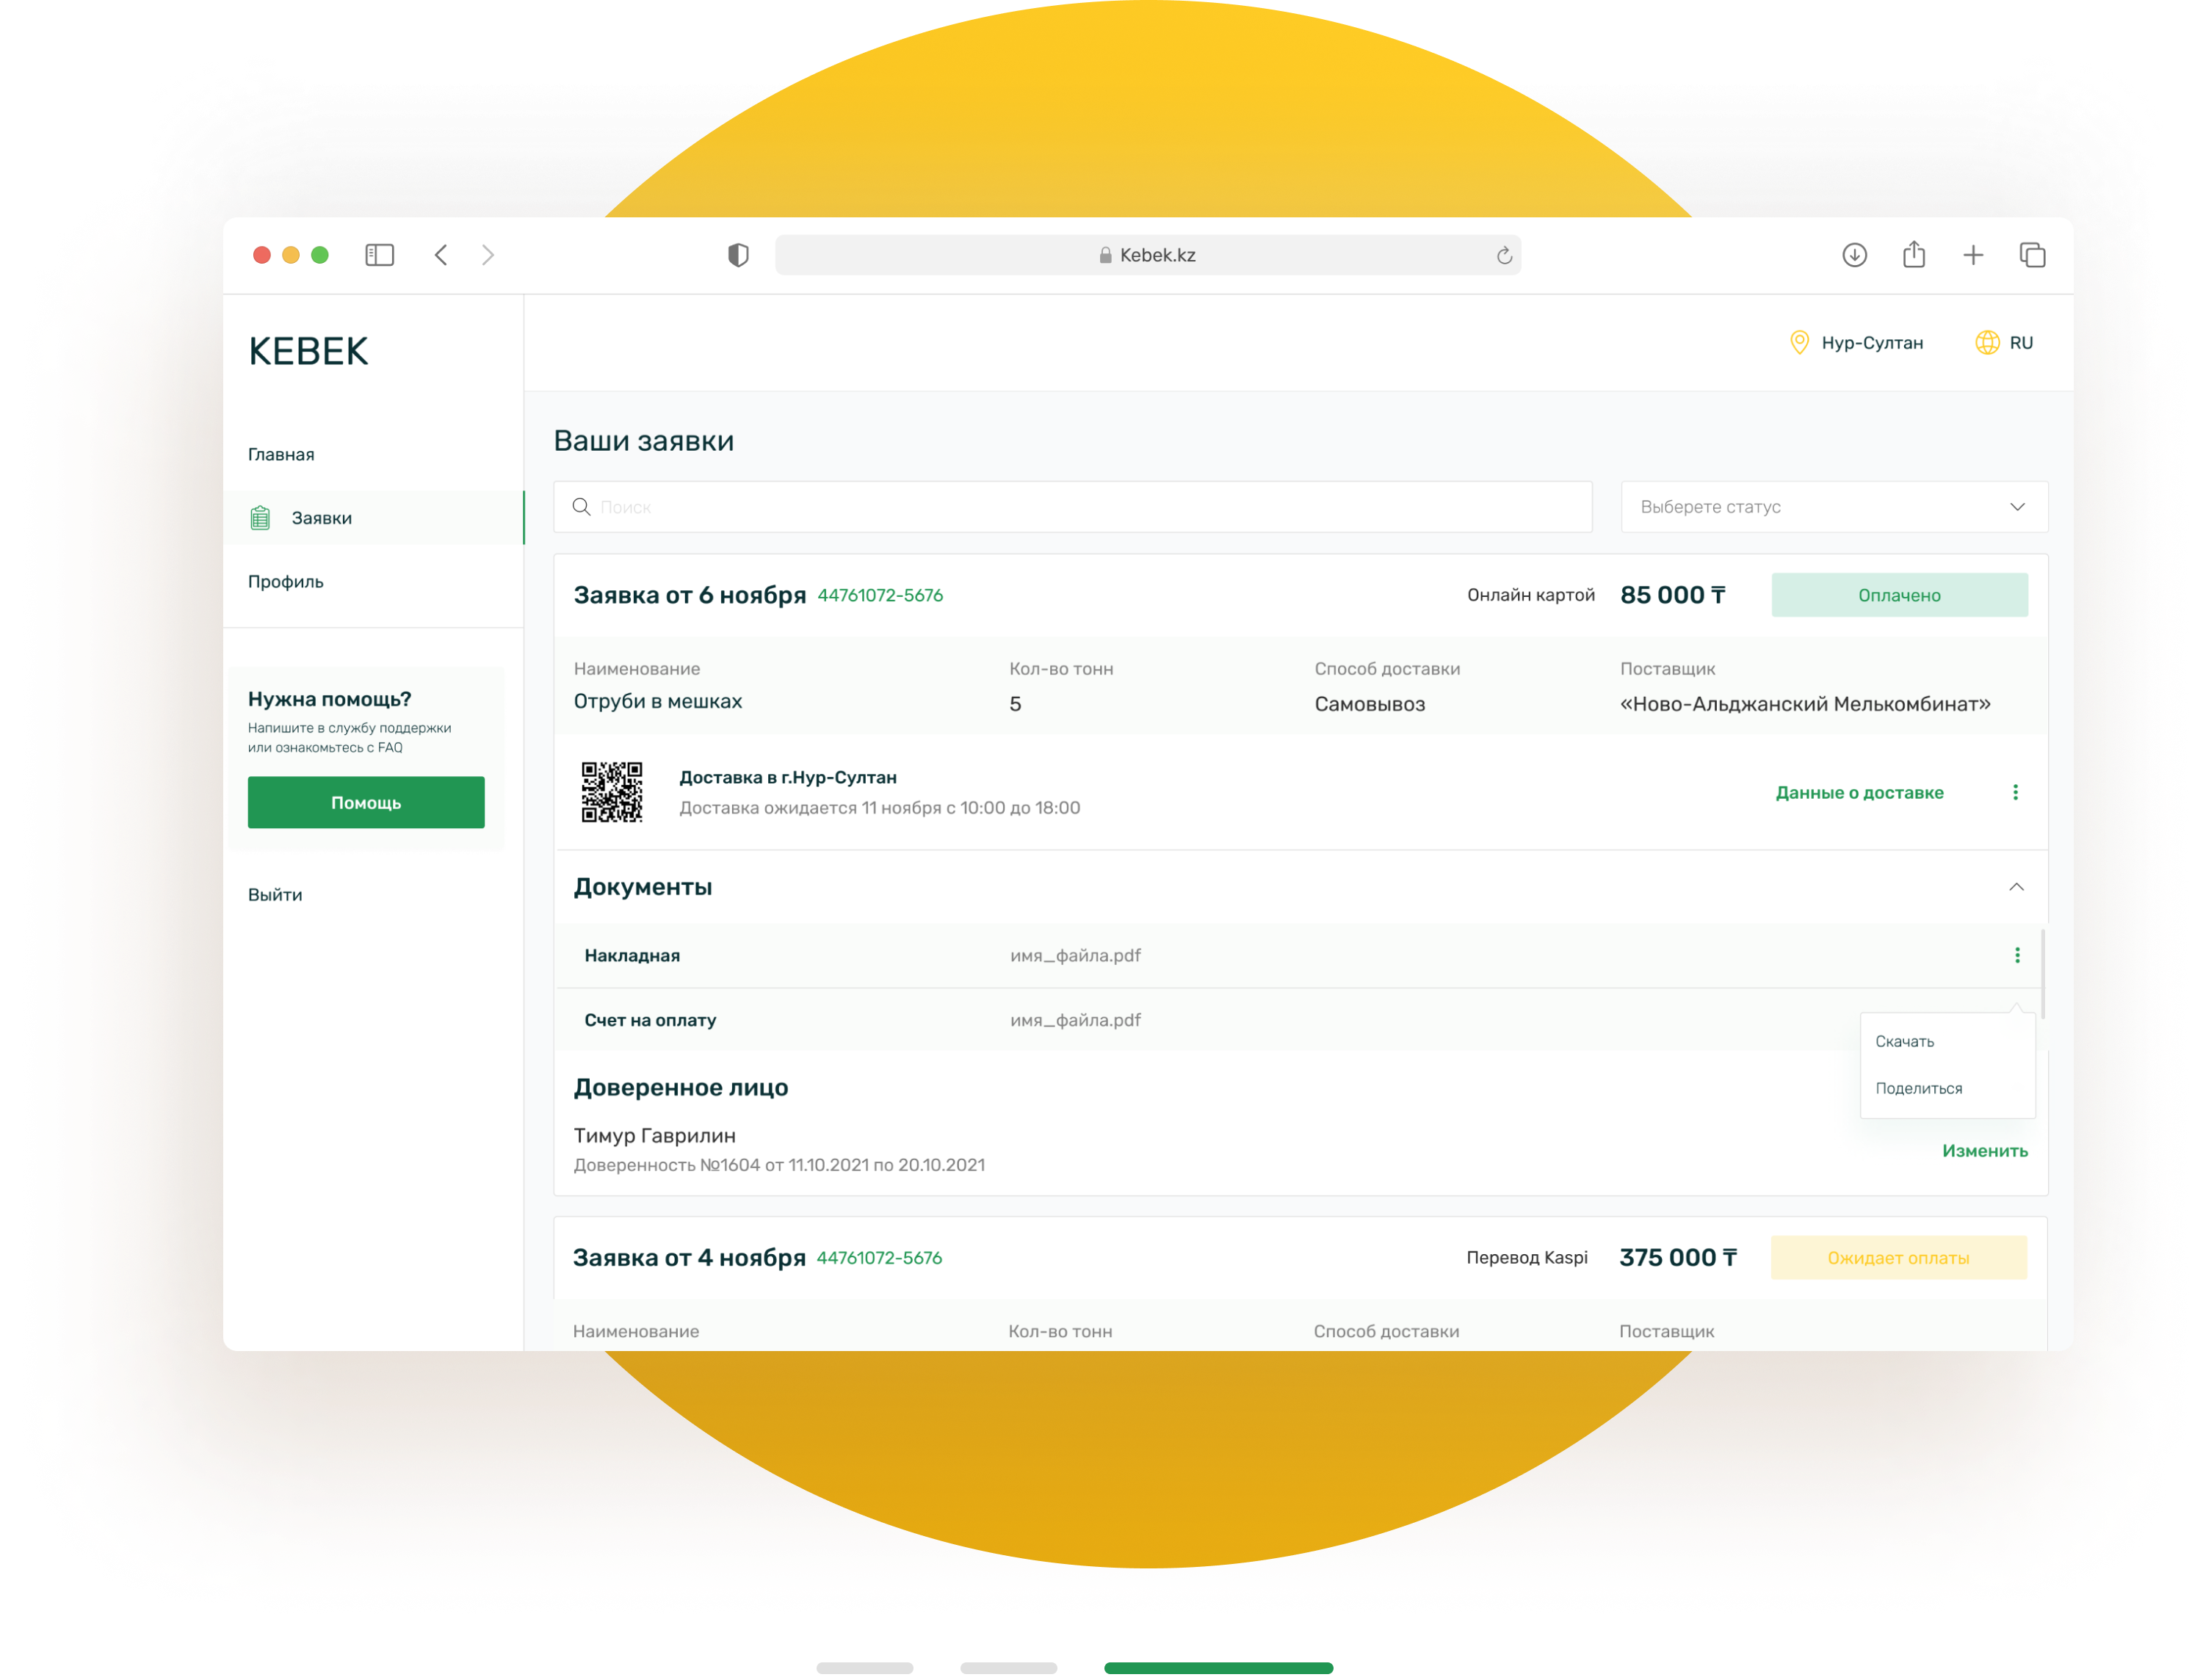 Kebek.kz
KEBEK
Нур-Султан
RU
Главная
Заявки
Профиль
Нужна помощь?
Напишите в службу поддержки
или ознакомьтесь с FAQ
Помощь
Выйти
Ваши заявки
Поиск
Выберете статус
Заявка от 6 ноября 44761072-5676 Онлайн картой 85 000 ₸ Оплачено
Наименование Кол-во тонн Способ доставки Поставщик
Отруби в мешках 5 Самовывоз «Ново-Альджанский Мелькомбинат»
Доставка в г.Нур-Султан
Доставка ожидается 11 ноября с 10:00 до 18:00
Данные о доставке
Документы
Накладная имя_файла.pdf
Счет на оплату имя_файла.pdf
Скачать
Поделиться
Доверенное лицо
Тимур Гаврилин
Доверенность №1604 от 11.10.2021 по 20.10.2021
Изменить
Заявка от 4 ноября 44761072-5676 Перевод Kaspi 375 000 ₸ Ожидает оплаты
Наименование Кол-во тонн Способ доставки Поставщик